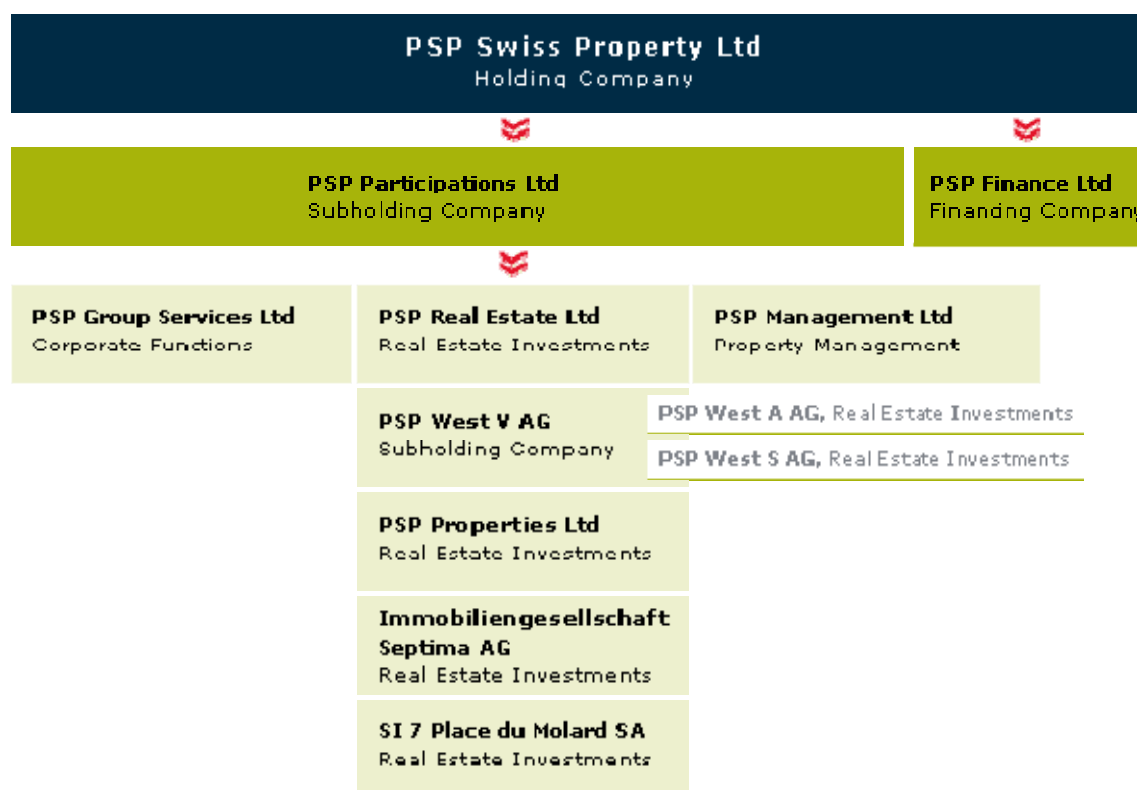 PSP Swiss Property Ltd
Holding Company
PSP Participations Ltd
Subholding Company
PSP Finance Ltd
Financing Company
PSP Group Services Ltd
Corporate Functions
PSP Real Estate Ltd
Real Estate Investments
PSP Management Ltd
Property Management
PSP West V AG
Subholding Company
PSP West A AG, Real Estate Investments
PSP West S AG, Real Estate Investments
PSP Properties Ltd
Real Estate Investments
Immobiliengesellschaft
Septima AG
Real Estate Investments
SI 7 Place du Molard SA
Real Estate Investments